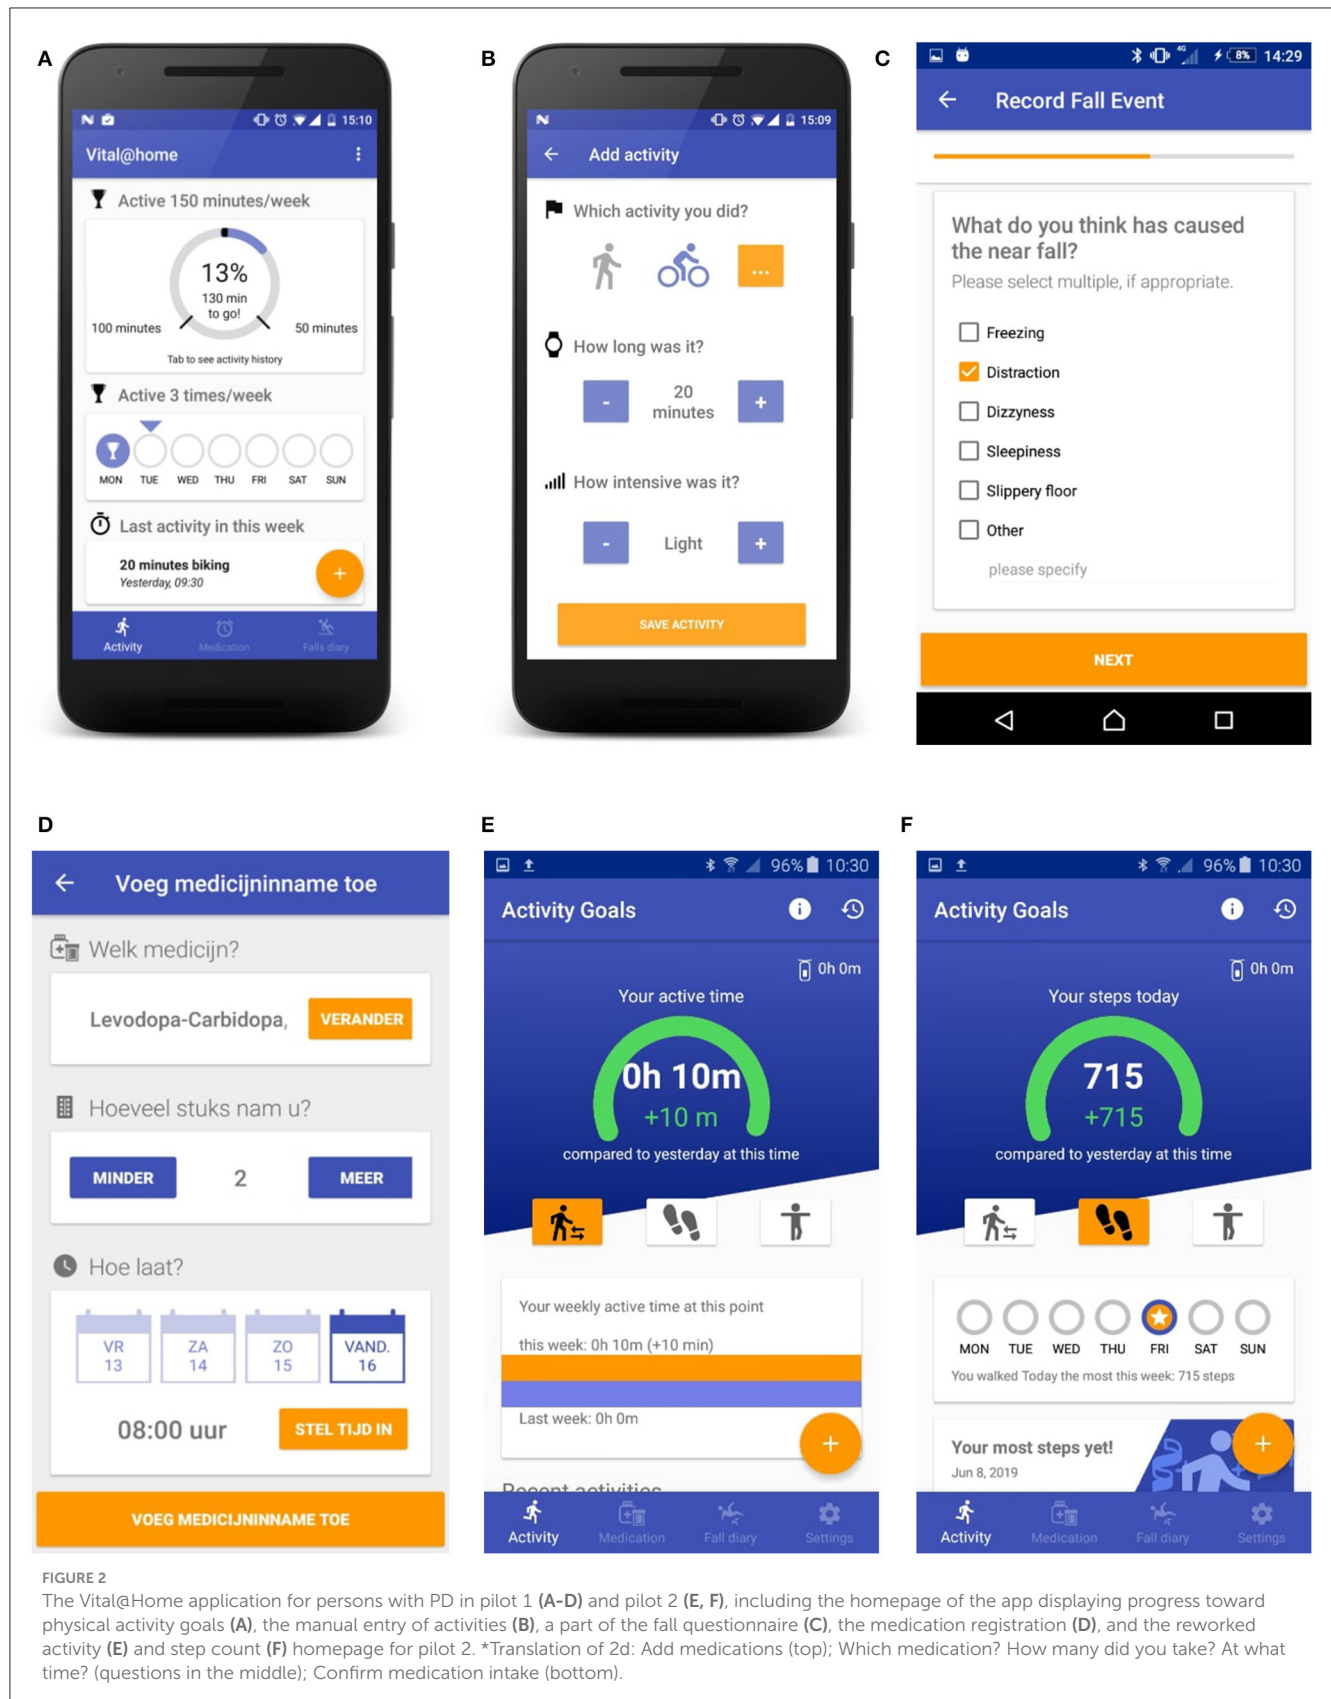 A
15:10
Vital@home
Active 150 minutes/week
13%
130 min
to go!
100 minutes
50 minutes
Tab to see activity history
Active 3 times/week
MON TUE WED THU FRI SAT SUN
Last activity in this week
20 minutes biking
Yesterday, 09:30
+
Activity Medication Falls diary
B
15:09
Add activity
Which activity you did?
...
How long was it?
- 20 +
minutes
How intensive was it?
- Light +
SAVE ACTIVITY
C
4G 8% 14:29
Record Fall Event
What do you think has caused
the near fall?
Please select multiple, if appropriate.
Freezing
Distraction
Dizzyness
Sleepiness
Slippery floor
Other
please specify
NEXT
D
Voeg medicijninname toe
Welk medicijn?
Levodopa-Carbidopa, VERANDER
Hoeveel stuks nam u?
MINDER 2 MEER
Hoe laat?
VR ZA ZO VAND.
13 14 15 16
08:00 uur STEL TIJD IN
VOEG MEDICIJNINNAME TOE
E
96% 10:30
Activity Goals
0h 0m
Your active time
0h 10m
+10 m
compared to yesterday at this time
Your weekly active time at this point
this week: 0h 10m (+10 min)
Last week: 0h 0m
+
Recent activities
Activity Medication Fall diary Settings
F
96% 10:30
Activity Goals
0h 0m
Your steps today
715
+715
compared to yesterday at this time
MON TUE WED THU FRI SAT SUN
You walked Today the most this week: 715 steps
Your most steps yet!
Jun 8, 2019
+
Activity Medication Fall diary Settings
FIGURE 2
The Vital@Home application for persons with PD in pilot 1 (A-D) and pilot 2 (E, F), including the homepage of the app displaying progress toward
physical activity goals (A), the manual entry of activities (B), a part of the fall questionnaire (C), the medication registration (D), and the reworked
activity (E) and step count (F) homepage for pilot 2. *Translation of 2d: Add medications (top); Which medication? How many did you take? At what
time? (questions in the middle); Confirm medication intake (bottom).